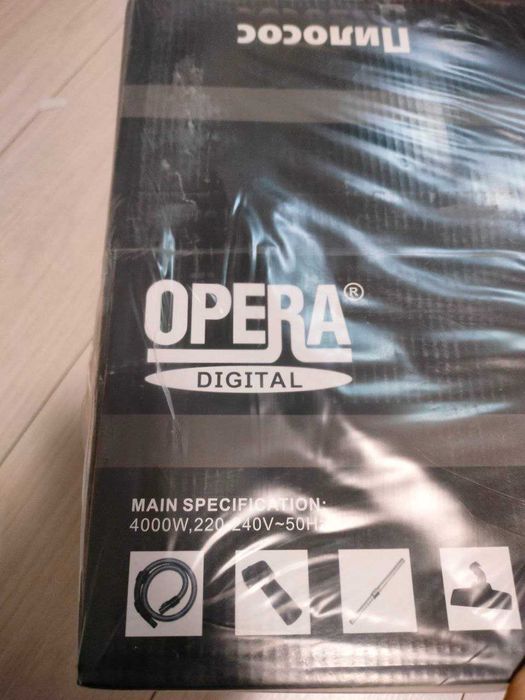 Пилосос
OPERA®
DIGITAL
MAIN SPECIFICATION:
4000W,220-240V~50Hz